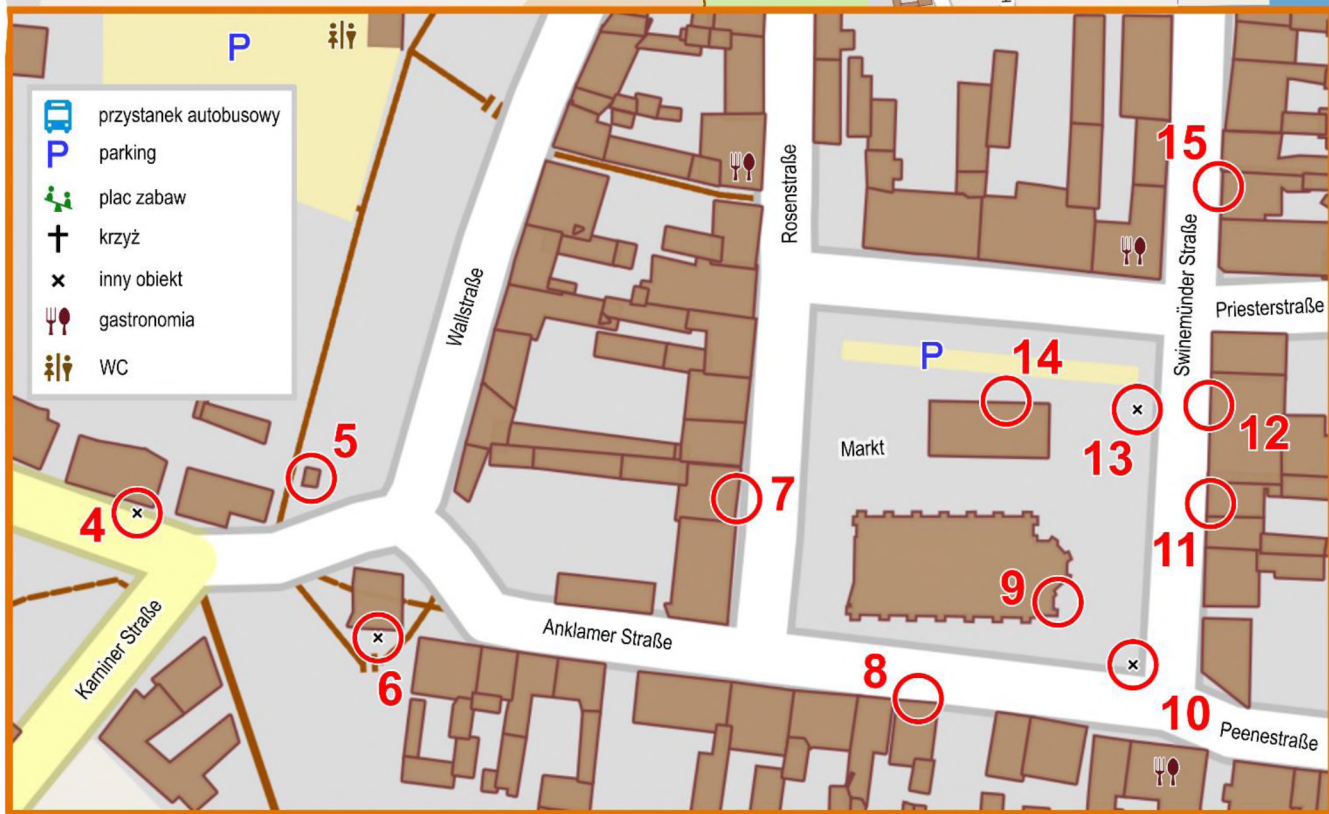 P
przystanek autobusowy
P parking
plac zabaw
krzyż
inny obiekt
gastronomia
WC
Wallstraße
Rosenstraße
15
Swinemünder Straße
Priesterstraße
P
14
Markt
13
12
5
4
7
11
9
Karniner Straße
6
Anklamer Straße
8
10
Peenestraße